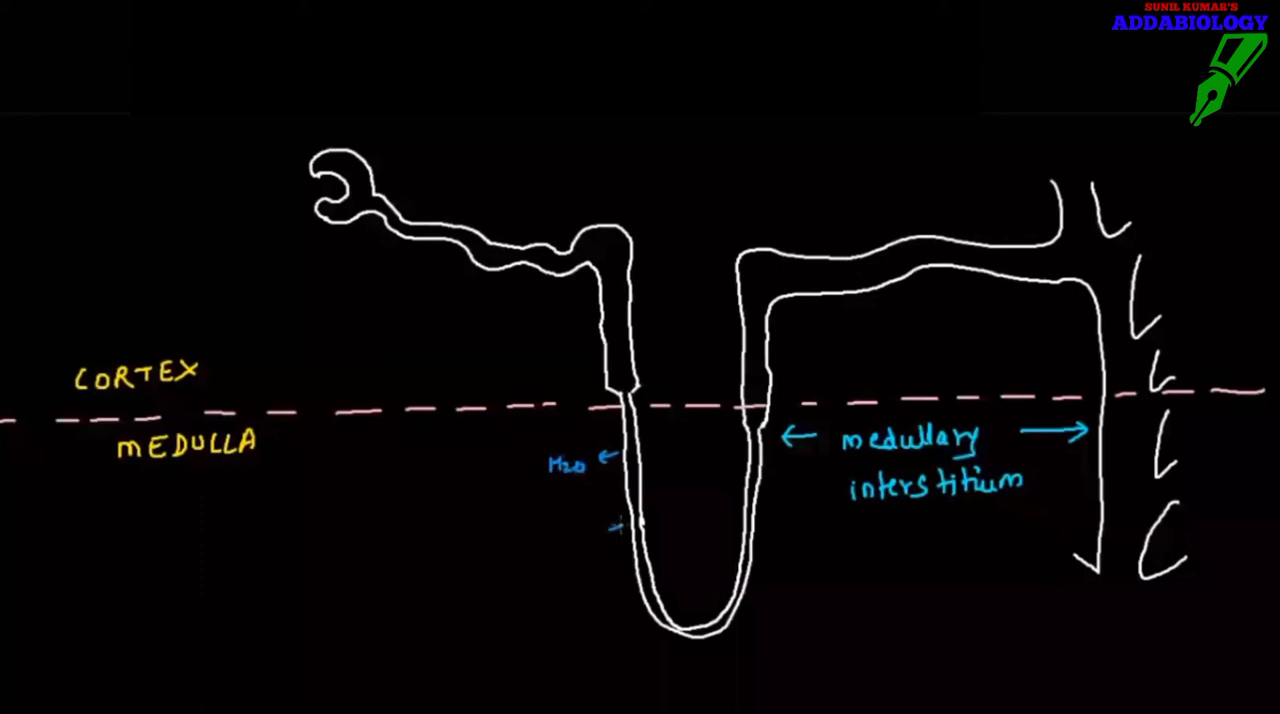 SUNIL KUMAR'S
ADDABIOLOGY
CORTEX
MEDULLA
H2O
medullary
interstitium